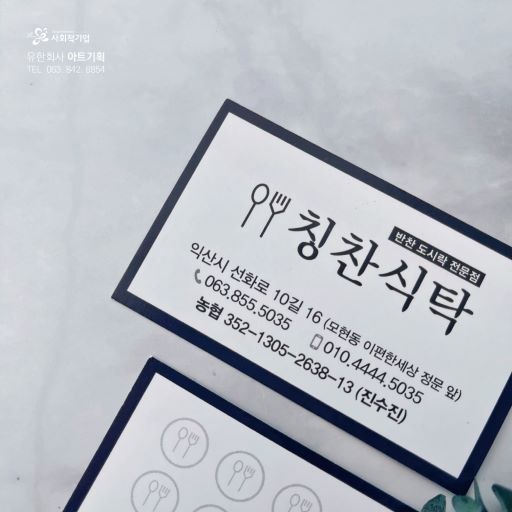 사회적기업
유한회사 아트기획
TEL 063. 842. 6854
반찬 도시락 전문점
칭찬식탁
익산시 선화로 10길 16 (모현동 이편한세상 정문 앞)
063.855.5035 010.4444.5035
농협 352-1305-2638-13 (진수진)